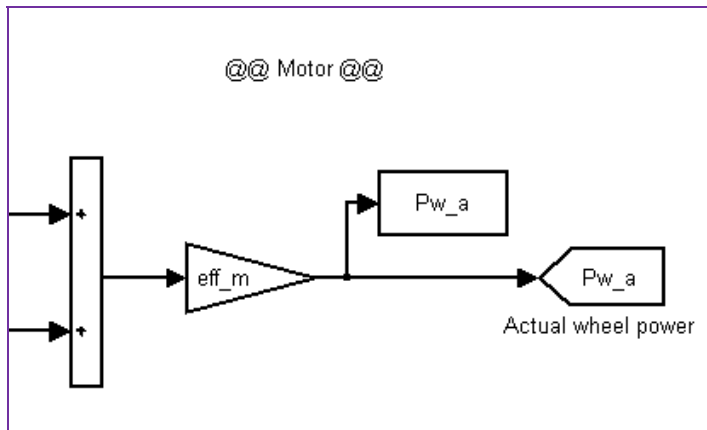 @@ Motor @@
Pw_a
+
eff_m
Pw_a
+
Actual wheel power